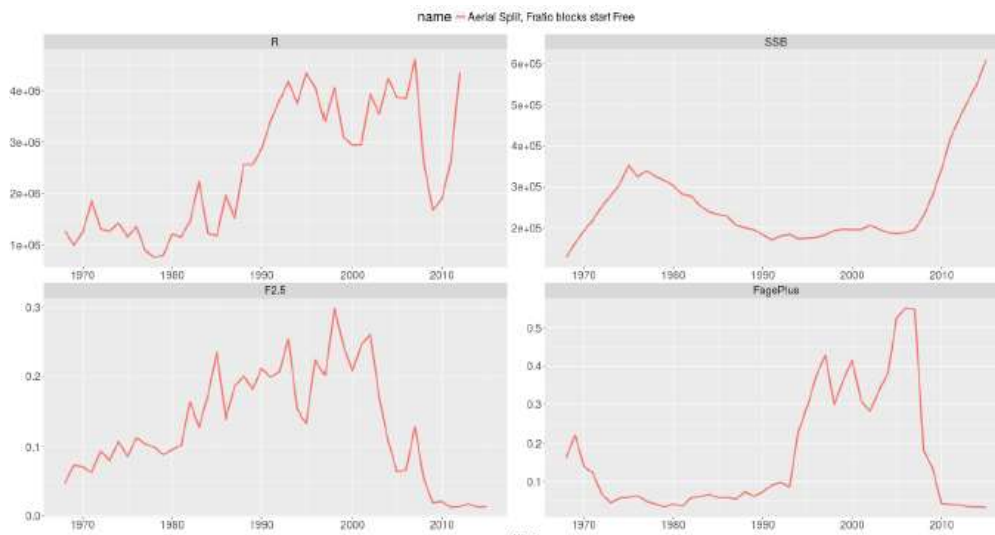 name Aerial Split, Fratio blocks start Free
R
SSB
4e+06
3e+06
2e+06
1e+06
6e+05
5e+05
4e+05
3e+05
2e+05
1970 1980 1990 2000 2010
1970 1980 1990 2000 2010
F2.5
FagePlus
0.3
0.2
0.1
0.0
0.5
0.4
0.3
0.2
0.1
1970 1980 1990 2000 2010
1970 1980 1990 2000 2010